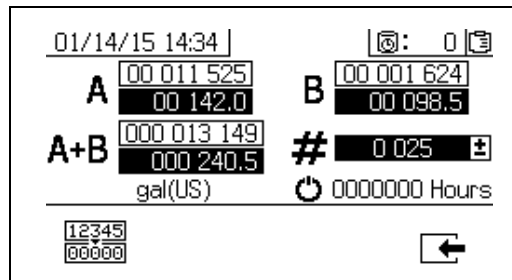 01/14/15 14:34 : 0
A 00 011 525 B 00 001 624
00 142.0 00 098.5
A+B 000 013 149 # 0 025 ±
000 240.5
gal(US) 0000000 Hours
12345
00000